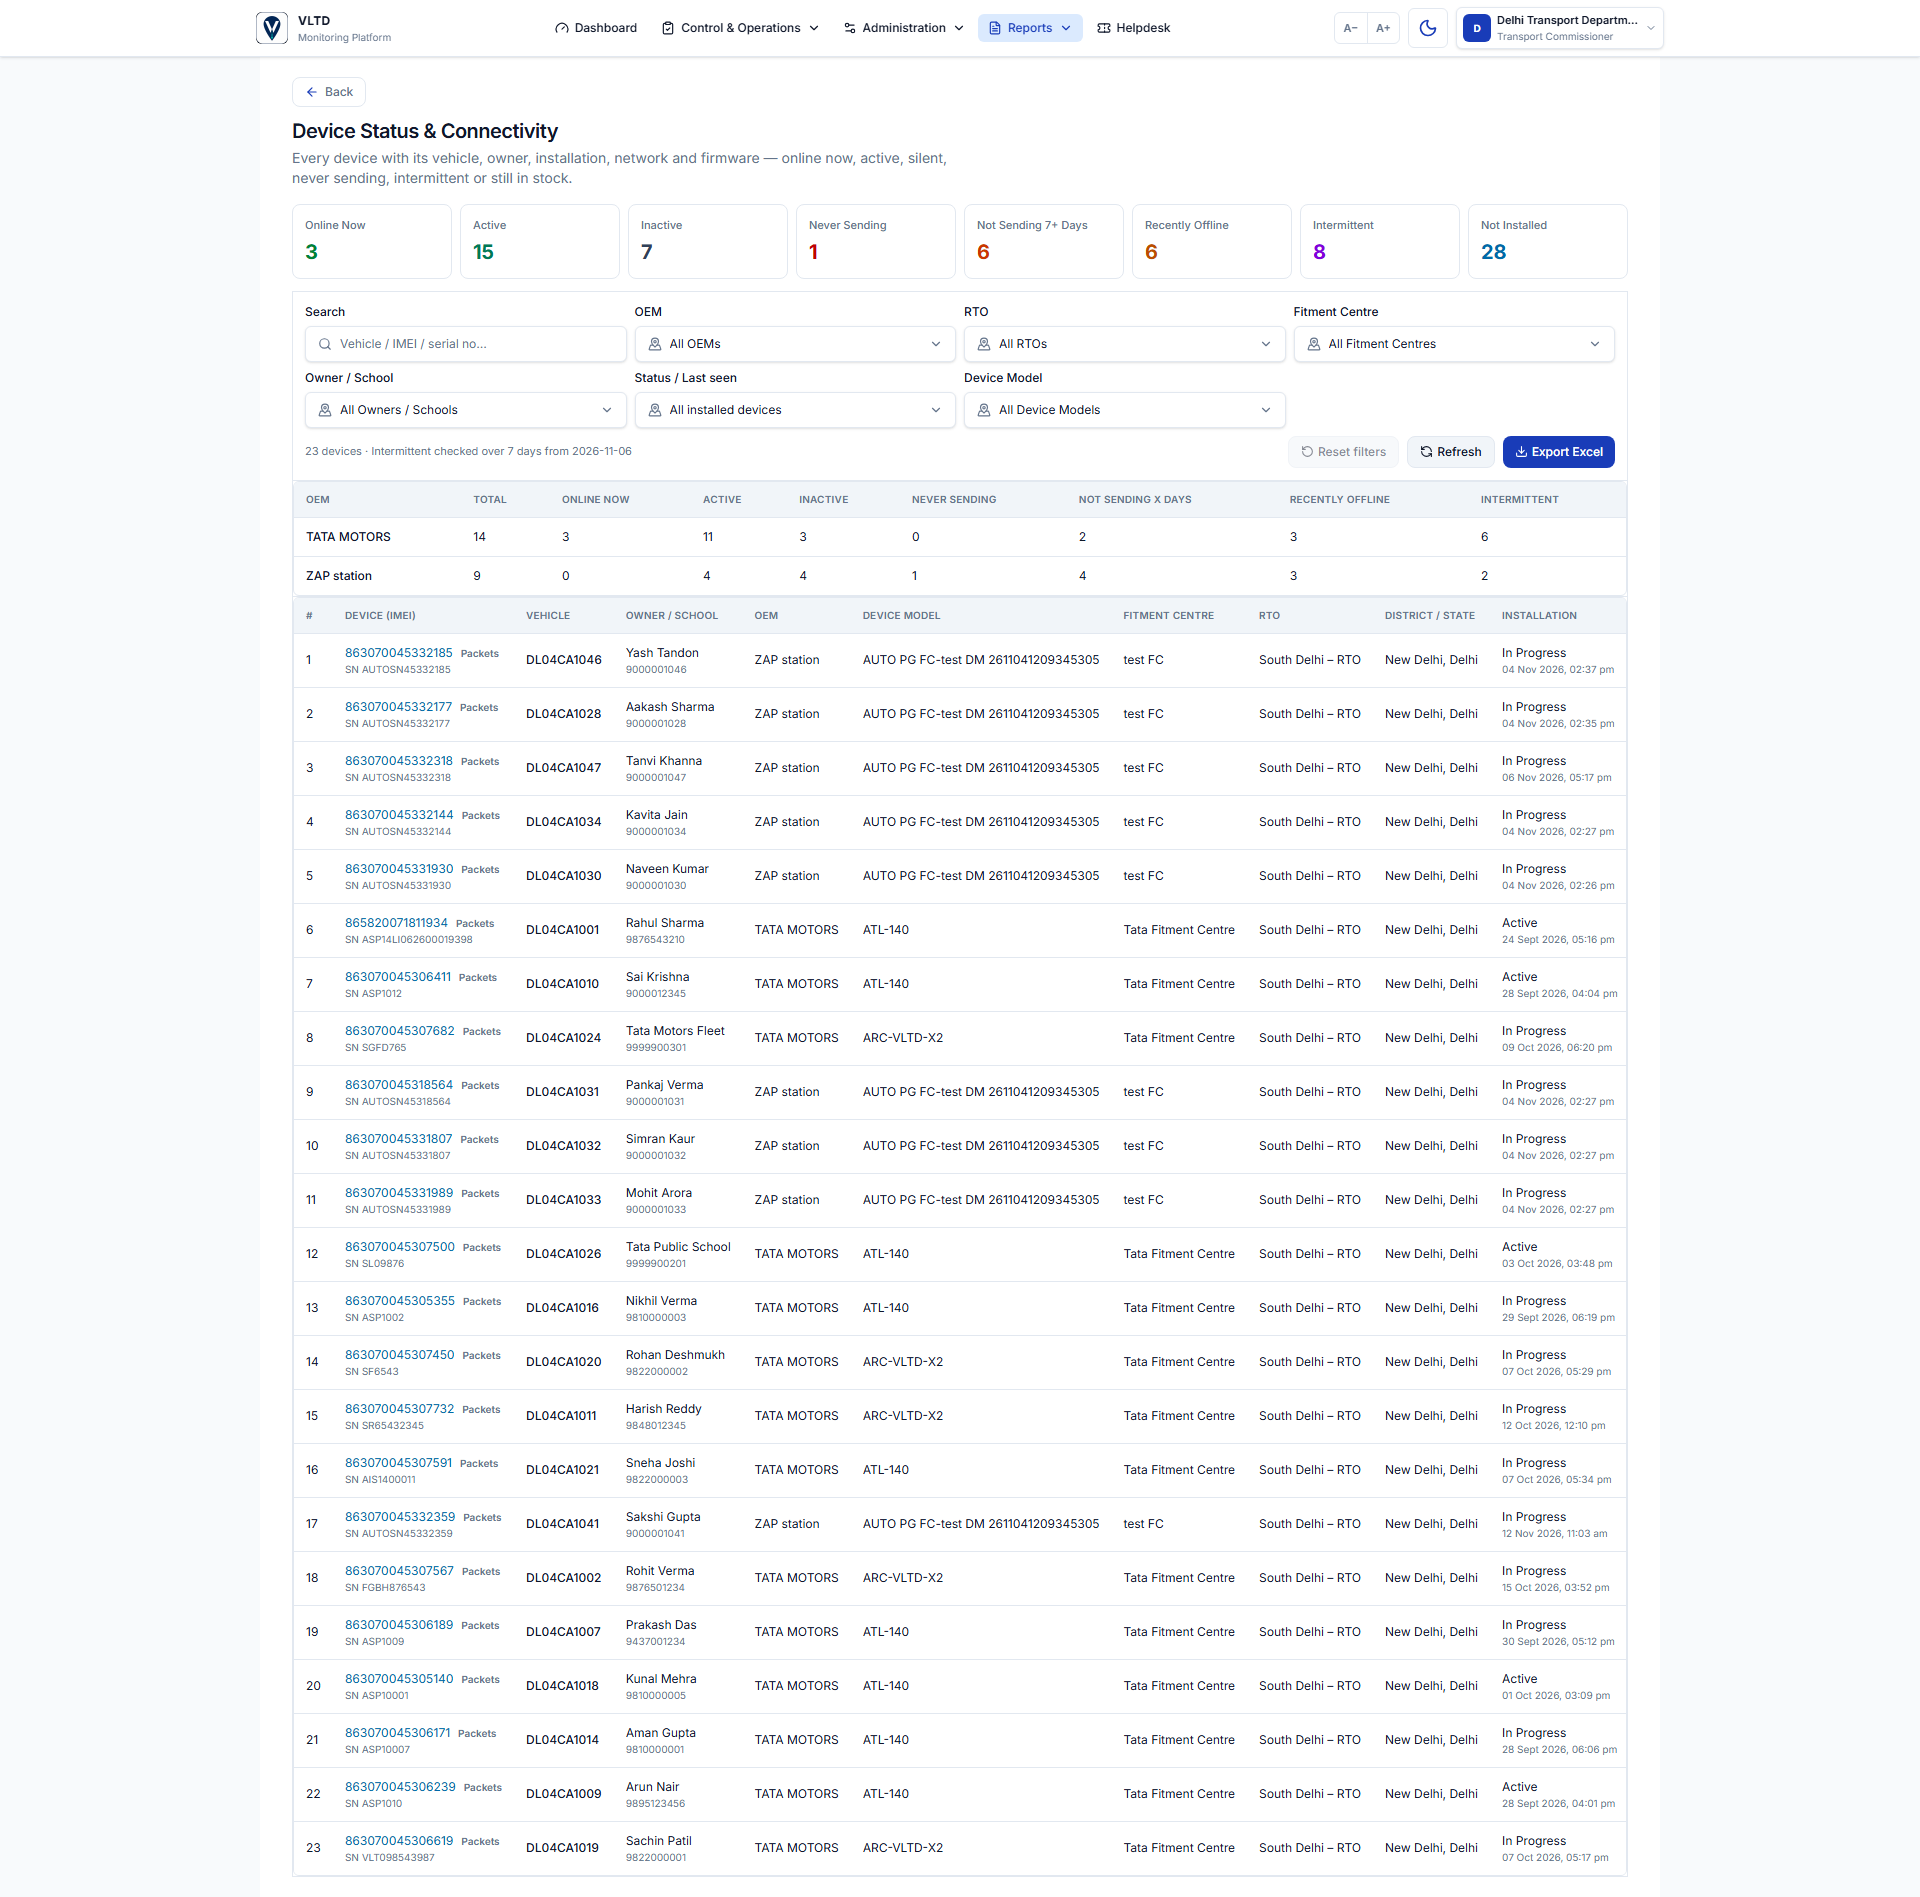 VLTD
Monitoring Platform
Dashboard
Control & Operations
Administration
Reports
Helpdesk
A−
A+
D
Delhi Transport Departm...
Transport Commissioner
Back
Device Status & Connectivity
Every device with its vehicle, owner, installation, network and firmware — online now, active, silent,
never sending, intermittent or still in stock.
Online Now
3
Active
15
Inactive
7
Never Sending
1
Not Sending 7+ Days
6
Recently Offline
6
Intermittent
8
Not Installed
28
Search
Vehicle / IMEI / serial no...
OEM
All OEMs
RTO
All RTOs
Fitment Centre
All Fitment Centres
Owner / School
All Owners / Schools
Status / Last seen
All installed devices
Device Model
All Device Models
23 devices · Intermittent checked over 7 days from 2026-11-06
Reset filters
Refresh
Export Excel
OEM TOTAL ONLINE NOW ACTIVE INACTIVE NEVER SENDING NOT SENDING X DAYS RECENTLY OFFLINE INTERMITTENT
TATA MOTORS 14 3 11 3 0 2 3 6
ZAP station 9 0 4 4 1 4 3 2
# DEVICE (IMEI) VEHICLE OWNER / SCHOOL OEM DEVICE MODEL FITMENT CENTRE RTO DISTRICT / STATE INSTALLATION
1 863070045332185 Packets DL04CA1046 Yash Tandon ZAP station AUTO PG FC-test DM 2611041209345305 test FC South Delhi – RTO New Delhi, Delhi In Progress
SN AUTOSN45332185 9000001046 04 Nov 2026, 02:37 pm
2 863070045332177 Packets DL04CA1028 Aakash Sharma ZAP station AUTO PG FC-test DM 2611041209345305 test FC South Delhi – RTO New Delhi, Delhi In Progress
SN AUTOSN45332177 9000001028 04 Nov 2026, 02:35 pm
3 863070045332318 Packets DL04CA1047 Tanvi Khanna ZAP station AUTO PG FC-test DM 2611041209345305 test FC South Delhi – RTO New Delhi, Delhi In Progress
SN AUTOSN45332318 9000001047 06 Nov 2026, 05:17 pm
4 863070045332144 Packets DL04CA1034 Kavita Jain ZAP station AUTO PG FC-test DM 2611041209345305 test FC South Delhi – RTO New Delhi, Delhi In Progress
SN AUTOSN45332144 9000001034 04 Nov 2026, 02:27 pm
5 863070045331930 Packets DL04CA1030 Naveen Kumar ZAP station AUTO PG FC-test DM 2611041209345305 test FC South Delhi – RTO New Delhi, Delhi In Progress
SN AUTOSN45331930 9000001030 04 Nov 2026, 02:26 pm
6 865820071811934 Packets DL04CA1001 Rahul Sharma TATA MOTORS ATL-140 Tata Fitment Centre South Delhi – RTO New Delhi, Delhi Active
SN ASP14LI062600019398 9876543210 24 Sept 2026, 05:16 pm
7 863070045306411 Packets DL04CA1010 Sai Krishna TATA MOTORS ATL-140 Tata Fitment Centre South Delhi – RTO New Delhi, Delhi Active
SN ASP1012 9000012345 28 Sept 2026, 04:04 pm
8 863070045307682 Packets DL04CA1024 Tata Motors Fleet TATA MOTORS ARC-VLTD-X2 Tata Fitment Centre South Delhi – RTO New Delhi, Delhi In Progress
SN SGFD765 9999900301 09 Oct 2026, 06:20 pm
9 863070045318564 Packets DL04CA1031 Pankaj Verma ZAP station AUTO PG FC-test DM 2611041209345305 test FC South Delhi – RTO New Delhi, Delhi In Progress
SN AUTOSN45318564 9000001031 04 Nov 2026, 02:27 pm
10 863070045331807 Packets DL04CA1032 Simran Kaur ZAP station AUTO PG FC-test DM 2611041209345305 test FC South Delhi – RTO New Delhi, Delhi In Progress
SN AUTOSN45331807 9000001032 04 Nov 2026, 02:27 pm
11 863070045331989 Packets DL04CA1033 Mohit Arora ZAP station AUTO PG FC-test DM 2611041209345305 test FC South Delhi – RTO New Delhi, Delhi In Progress
SN AUTOSN45331989 9000001033 04 Nov 2026, 02:27 pm
12 863070045307500 Packets DL04CA1026 Tata Public School TATA MOTORS ATL-140 Tata Fitment Centre South Delhi – RTO New Delhi, Delhi Active
SN SL09876 9999900201 03 Oct 2026, 03:48 pm
13 863070045305355 Packets DL04CA1016 Nikhil Verma TATA MOTORS ATL-140 Tata Fitment Centre South Delhi – RTO New Delhi, Delhi In Progress
SN ASP1002 9810000003 29 Sept 2026, 06:19 pm
14 863070045307450 Packets DL04CA1020 Rohan Deshmukh TATA MOTORS ARC-VLTD-X2 Tata Fitment Centre South Delhi – RTO New Delhi, Delhi In Progress
SN SF6543 9822000002 07 Oct 2026, 05:29 pm
15 863070045307732 Packets DL04CA1011 Harish Reddy TATA MOTORS ARC-VLTD-X2 Tata Fitment Centre South Delhi – RTO New Delhi, Delhi In Progress
SN SR65432345 9848012345 12 Oct 2026, 12:10 pm
16 863070045307591 Packets DL04CA1021 Sneha Joshi TATA MOTORS ATL-140 Tata Fitment Centre South Delhi – RTO New Delhi, Delhi In Progress
SN AIS1400011 9822000003 07 Oct 2026, 05:34 pm
17 863070045332359 Packets DL04CA1041 Sakshi Gupta ZAP station AUTO PG FC-test DM 2611041209345305 test FC South Delhi – RTO New Delhi, Delhi In Progress
SN AUTOSN45332359 9000001041 12 Nov 2026, 11:03 am
18 863070045307567 Packets DL04CA1002 Rohit Verma TATA MOTORS ARC-VLTD-X2 Tata Fitment Centre South Delhi – RTO New Delhi, Delhi In Progress
SN FGBH876543 9876501234 15 Oct 2026, 03:52 pm
19 863070045306189 Packets DL04CA1007 Prakash Das TATA MOTORS ATL-140 Tata Fitment Centre South Delhi – RTO New Delhi, Delhi In Progress
SN ASP1009 9437001234 30 Sept 2026, 05:12 pm
20 863070045305140 Packets DL04CA1018 Kunal Mehra TATA MOTORS ATL-140 Tata Fitment Centre South Delhi – RTO New Delhi, Delhi Active
SN ASP10001 9810000005 01 Oct 2026, 03:09 pm
21 863070045306171 Packets DL04CA1014 Aman Gupta TATA MOTORS ATL-140 Tata Fitment Centre South Delhi – RTO New Delhi, Delhi In Progress
SN ASP10007 9810000001 28 Sept 2026, 06:06 pm
22 863070045306239 Packets DL04CA1009 Arun Nair TATA MOTORS ATL-140 Tata Fitment Centre South Delhi – RTO New Delhi, Delhi Active
SN ASP1010 9895123456 28 Sept 2026, 04:01 pm
23 863070045306619 Packets DL04CA1019 Sachin Patil TATA MOTORS ARC-VLTD-X2 Tata Fitment Centre South Delhi – RTO New Delhi, Delhi In Progress
SN VLT098543987 9822000001 07 Oct 2026, 05:17 pm